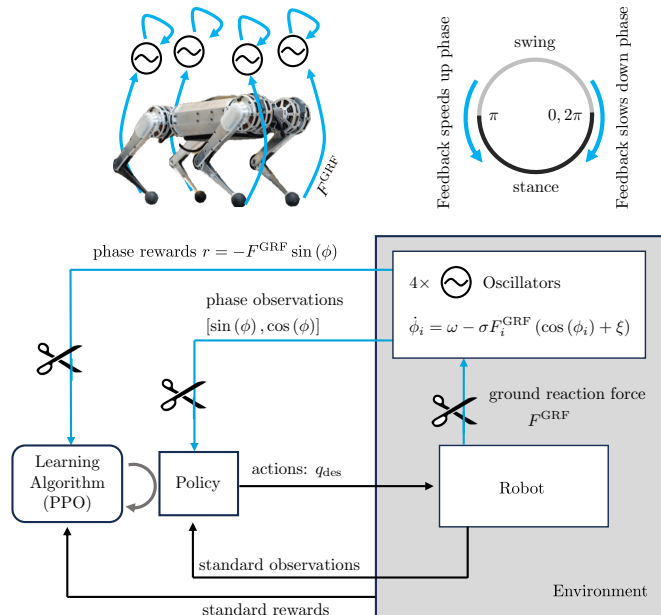 F^GRF
Feedback speeds up phase
swing
π
0, 2π
stance
Feedback slows down phase
phase rewards r = −F^GRF sin (ϕ)
phase observations
[sin (ϕ) , cos (ϕ)]
4× Oscillators
ϕ̇_i = ω − σF_i^GRF (cos (ϕ_i) + ξ)
ground reaction force
F^GRF
Learning
Algorithm
(PPO)
Policy
actions: q_des
Robot
standard observations
Environment
standard rewards